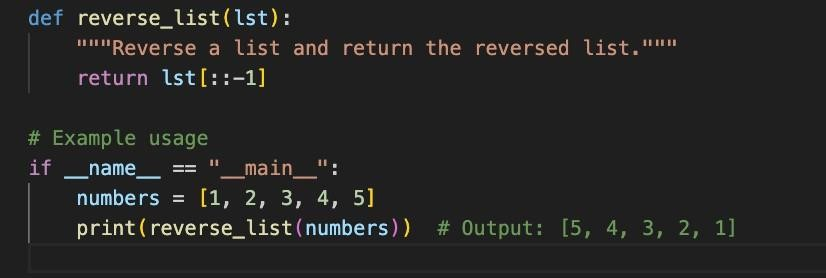 def reverse_list(lst):
    """Reverse a list and return the reversed list."""
    return lst[::-1]

# Example usage
if __name__ == "__main__":
    numbers = [1, 2, 3, 4, 5]
    print(reverse_list(numbers))  # Output: [5, 4, 3, 2, 1]